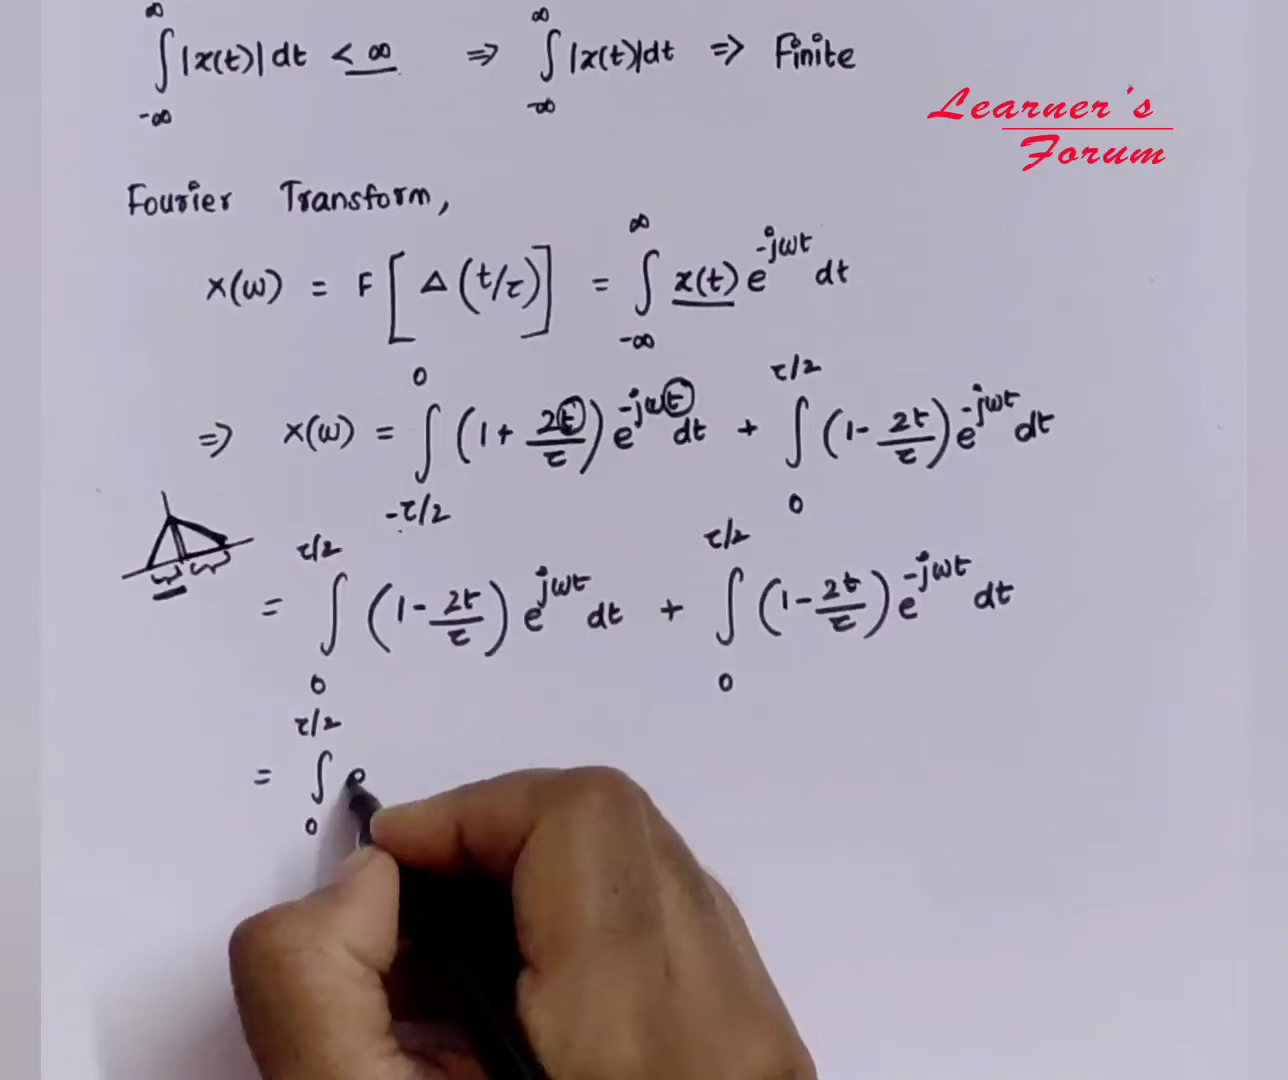 ∫_{-∞}^{∞} |x(t)| dt < ∞ ⇒ ∫_{-∞}^{∞} |x(t)|dt ⇒ Finite
Learner's
Forum
Fourier Transform,
X(ω) = F[Δ(t/τ)] = ∫_{-∞}^{∞} x(t) e^{-jωt} dt
⇒ X(ω) = ∫_{-τ/2}^{0} (1 + 2t/τ) e^{-jωt} dt + ∫_{0}^{τ/2} (1 - 2t/τ) e^{-jωt} dt
= ∫_{0}^{τ/2} (1 - 2t/τ) e^{jωt} dt + ∫_{0}^{τ/2} (1 - 2t/τ) e^{-jωt} dt
= ∫_{0}^{τ/2} e